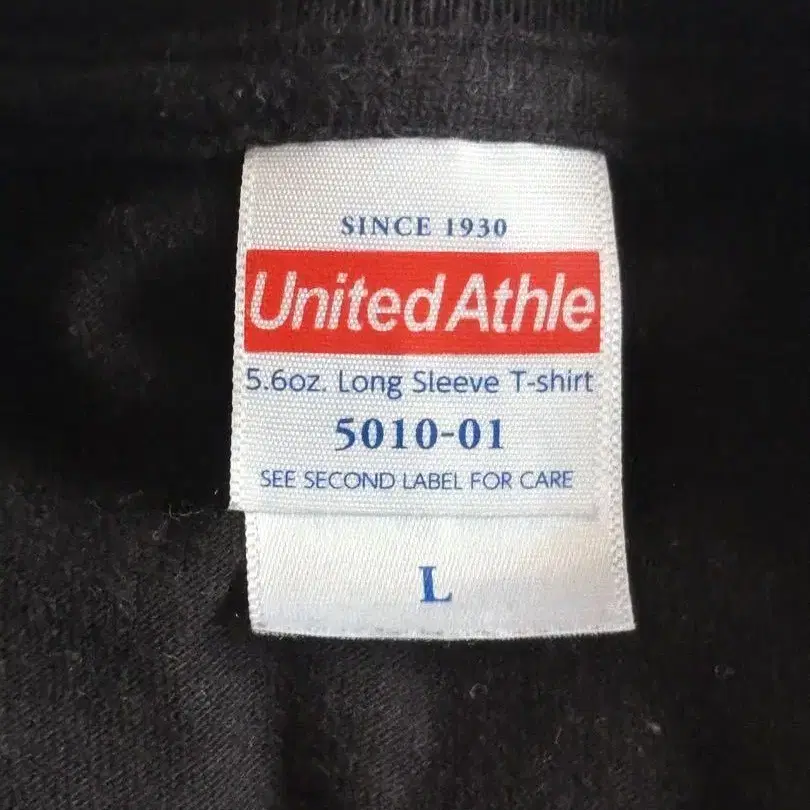 SINCE 1930
United Athle
5.6oz. Long Sleeve T-shirt
5010-01
SEE SECOND LABEL FOR CARE
L